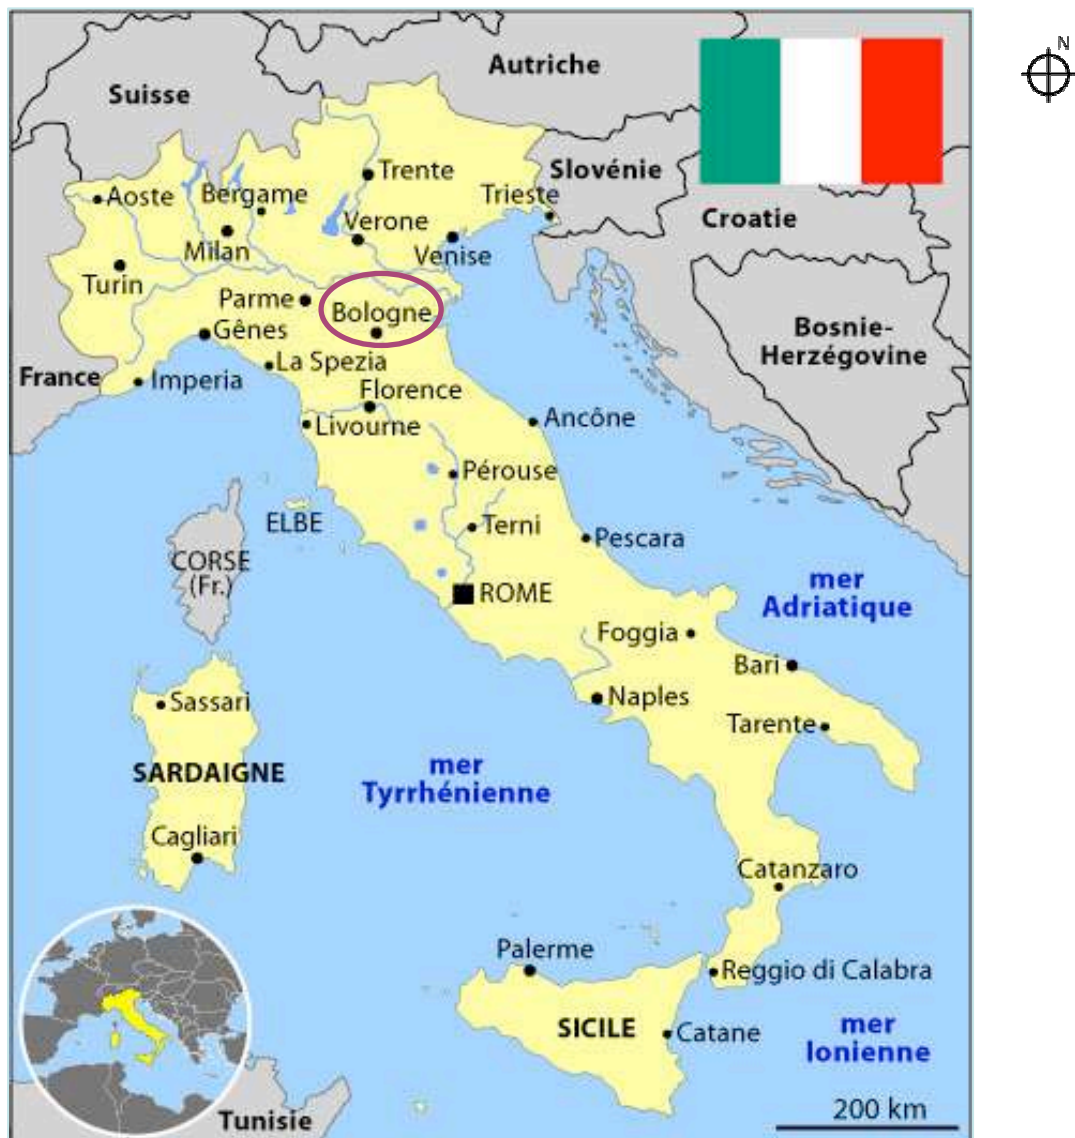 N
Autriche
Suisse
Slovénie
Trente
Aoste
Bergame
Trieste
Croatie
Verone
Milan
Venise
Turin
Parme
Bologne
Gênes
Bosnie-
Herzégovine
La Spezia
France
Imperia
Florence
Livourne
Ancône
Pérouse
ELBE
Terni
Pescara
CORSE
(Fr.)
mer
Adriatique
ROME
Foggia
Bari
Sassari
Naples
Tarente
SARDAIGNE
mer
Tyrrhénienne
Cagliari
Catanzaro
Palerme
Reggio di Calabra
SICILE
Catane
mer
Ionienne
Tunisie
200 km